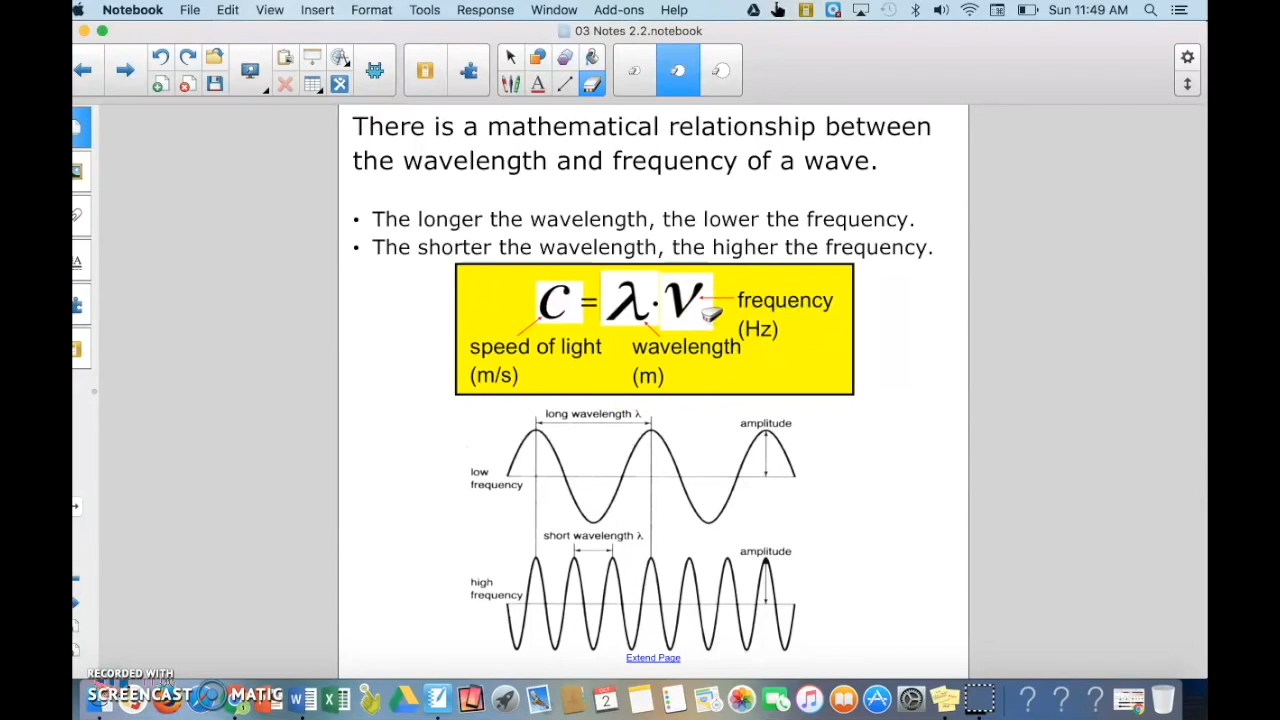 Notebook File Edit View Insert Format Tools Response Window Add-ons Help Sun 11:49 AM
03 Notes 2.2.notebook
There is a mathematical relationship between
the wavelength and frequency of a wave.
• The longer the wavelength, the lower the frequency.
• The shorter the wavelength, the higher the frequency.
c = λ · ν
frequency
(Hz)
speed of light
(m/s)
wavelength
(m)
long wavelength λ
amplitude
low
frequency
short wavelength λ
amplitude
high
frequency
Extend Page
RECORDED WITH
SCREENCAST MATIC
OCT
2